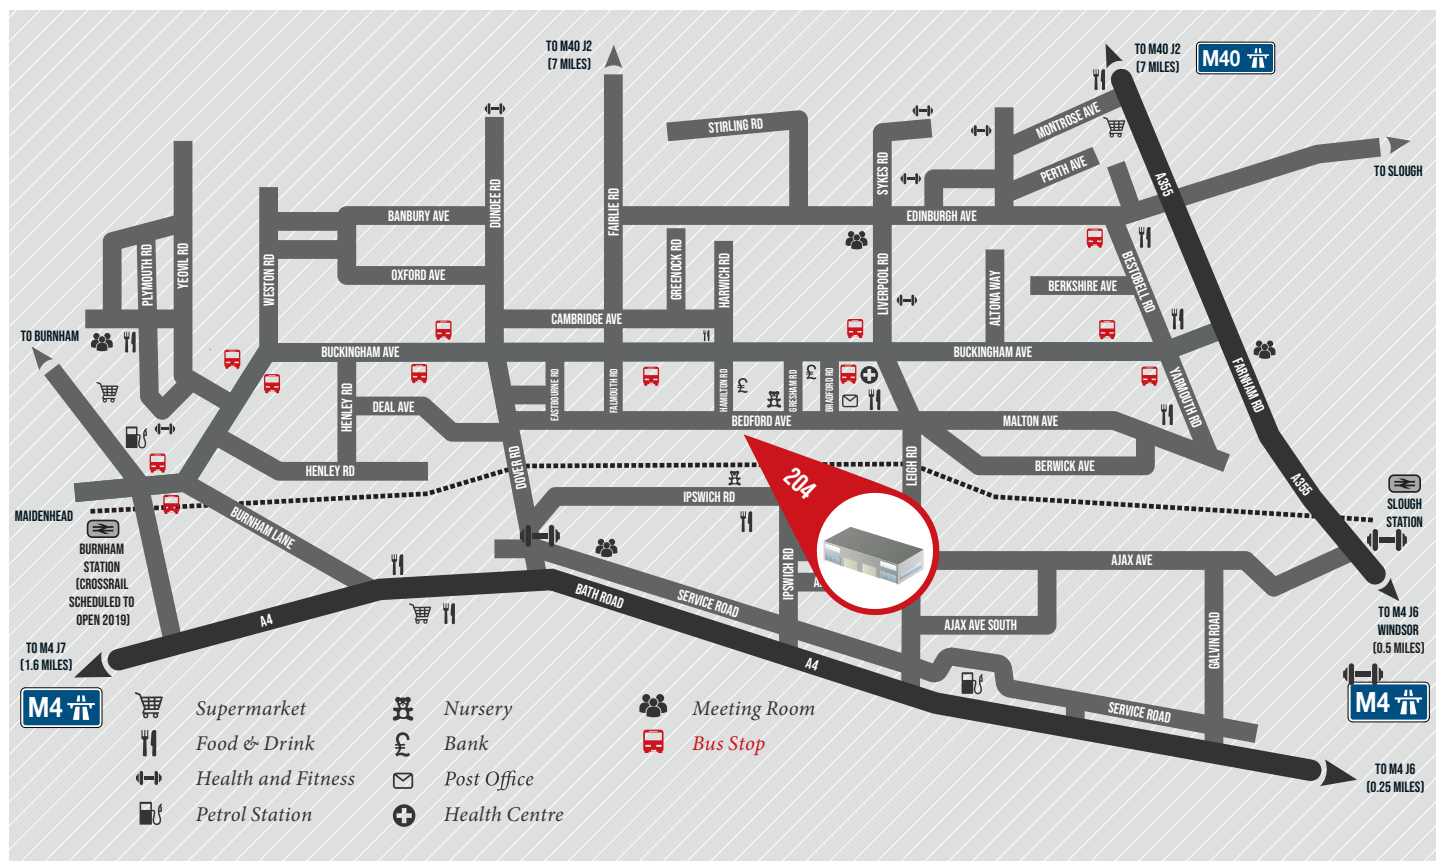 TO M40 J2
(7 MILES)
TO M40 J2
(7 MILES)
M40
MONTROSE AVE
STIRLING RD
SYKES RD
PERTH AVE
A355
TO SLOUGH
DUNDEE RD
FAIRLIE RD
BANBURY AVE
EDINBURGH AVE
PLYMOUTH RD
YEOVIL RD
WESTON RD
OXFORD AVE
GREENOCK RD
HARWICH RD
LIVERPOOL RD
ALTONA WAY
BERKSHIRE AVE
BESTOBELL RD
CAMBRIDGE AVE
TO BURNHAM
BUCKINGHAM AVE
BUCKINGHAM AVE
FARNHAM RD
HENLEY RD
DEAL AVE
EASTBOURNE RD
FALMOUTH RD
HAMILTON RD
GRESHAM RD
BRADFORD RD
YARMOUTH RD
BEDFORD AVE
MALTON AVE
HENLEY RD
DOVER RD
LEIGH RD
BERWICK AVE
204
A355
IPSWICH RD
SLOUGH
STATION
MAIDENHEAD
BURNHAM LANE
BURNHAM
STATION
(CROSSRAIL
SCHEDULED TO
OPEN 2019)
IPSWICH RD
AJAX AVE
BATH ROAD
SERVICE ROAD
AJAX AVE SOUTH
GALVIN ROAD
A4
A4
TO M4 J7
(1.6 MILES)
M4
TO M4 J6
WINDSOR
(0.5 MILES)
M4
SERVICE ROAD
TO M4 J6
(0.25 MILES)
Supermarket
Nursery
Meeting Room
Food & Drink
Bank
Bus Stop
Health and Fitness
Post Office
Petrol Station
Health Centre